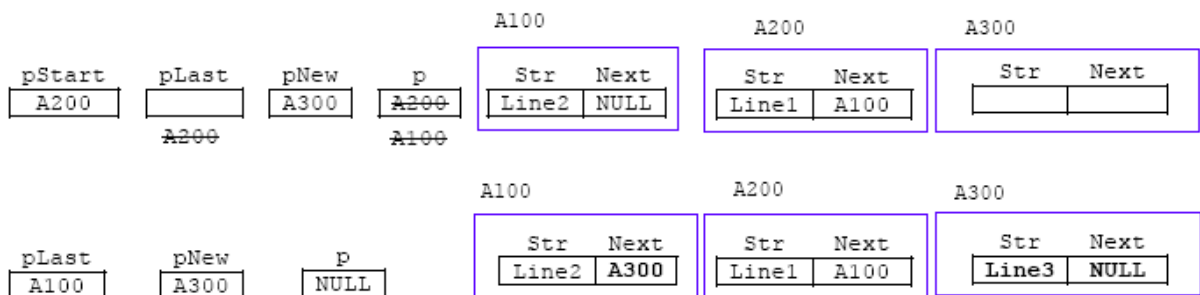 A100 A200 A300
pStart pLast pNew p Str Next Str Next Str Next
A200 A300 A200 Line2 NULL Line1 A100
A200 A100
A100 A200 A300
pLast pNew p Str Next Str Next Str Next
A100 A300 NULL Line2 A300 Line1 A100 Line3 NULL